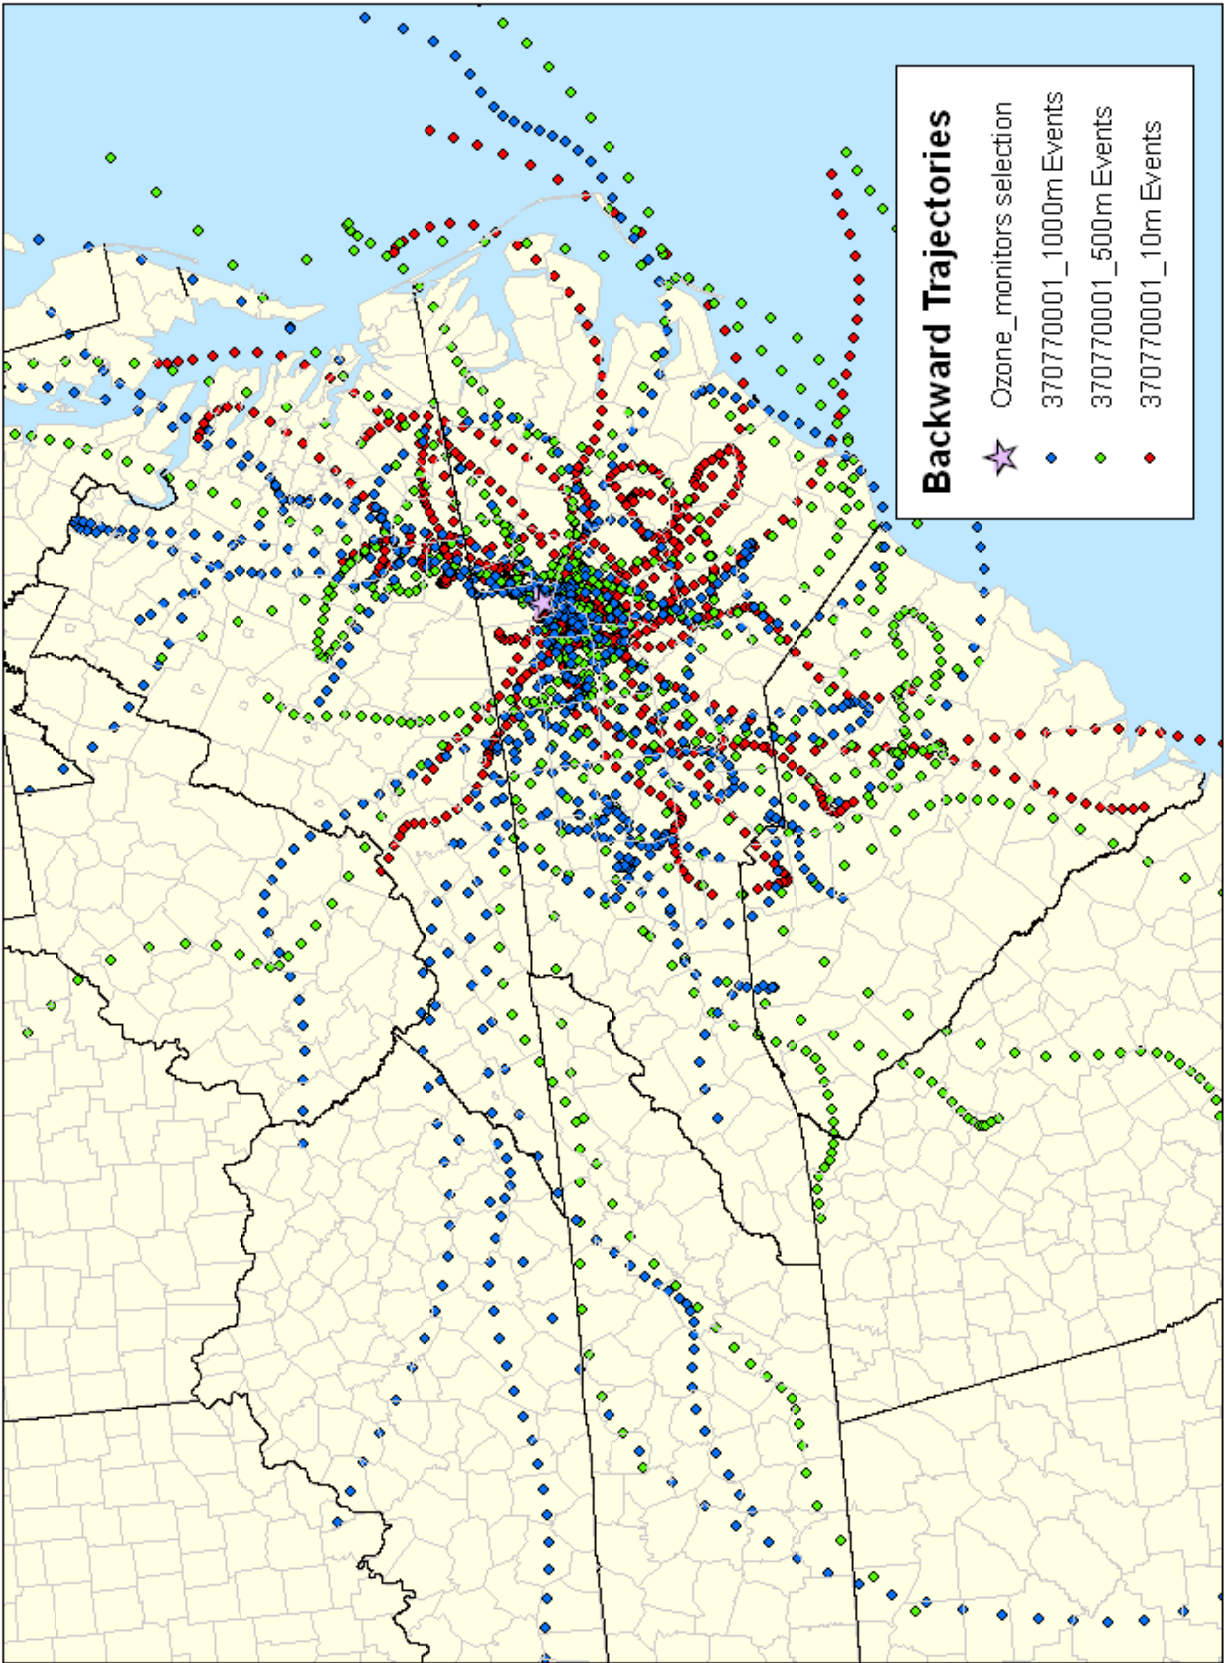 Backward Trajectories
Ozone_monitors selection
370770001_1000m Events
370770001_500m Events
370770001_10m Events